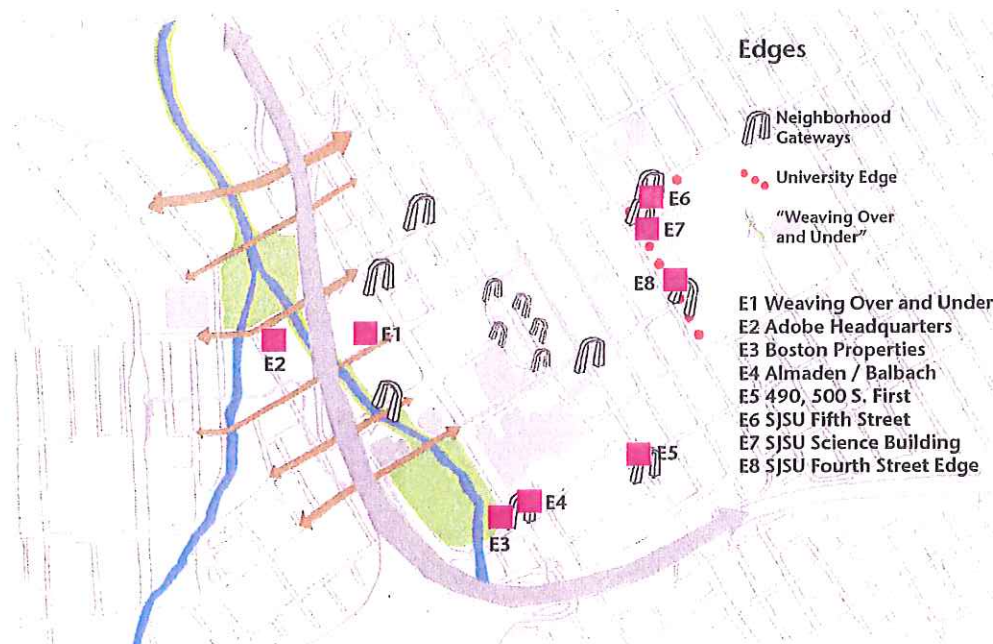 Edges
Neighborhood
Gateways
University Edge
"Weaving Over
and Under"
E1 Weaving Over and Under
E2 Adobe Headquarters
E3 Boston Properties
E4 Almaden / Balbach
E5 490, 500 S. First
E6 SJSU Fifth Street
E7 SJSU Science Building
E8 SJSU Fourth Street Edge
E6
E7
E8
E1
E2
E5
E4
E3